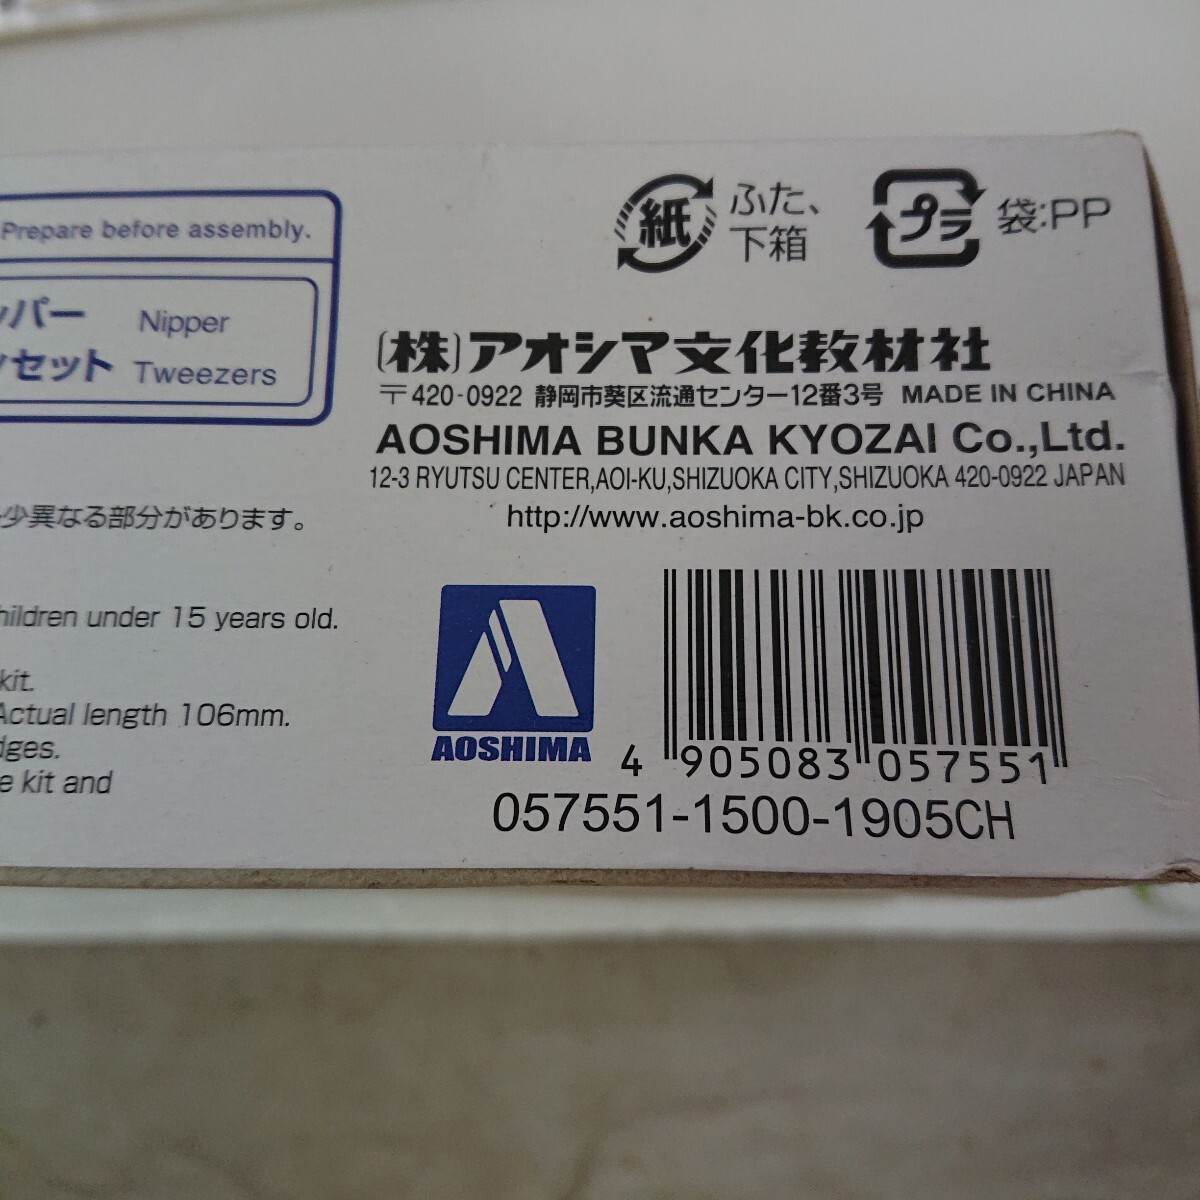 Prepare before assembly.
ッパー Nipper
ンセット Tweezers
少異なる部分があります。
children under 15 years old.
kit.
Actual length 106mm.
e kit and
紙 ふた、
下箱
プラ 袋:PP
(株)アオシマ文化教材社
〒420-0922 静岡市葵区流通センター12番3号 MADE IN CHINA
AOSHIMA BUNKA KYOZAI Co.,Ltd.
12-3 RYUTSU CENTER,AOI-KU,SHIZUOKA CITY,SHIZUOKA 420-0922 JAPAN
http://www.aoshima-bk.co.jp
AOSHIMA
4 905083 057551
057551-1500-1905CH